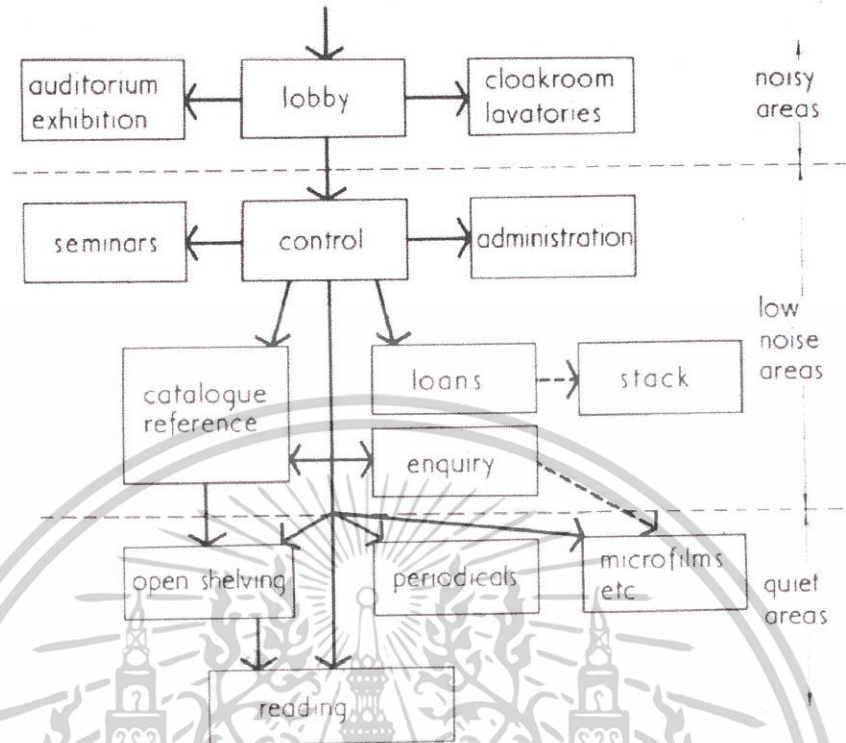 auditorium
exhibition
lobby
cloakroom
lavatories
noisy
areas
seminars
control
administration
low
noise
areas
catalogue
reference
loans
stack
enquiry
open shelving
periodicals
microfilms
etc
quiet
areas
reading